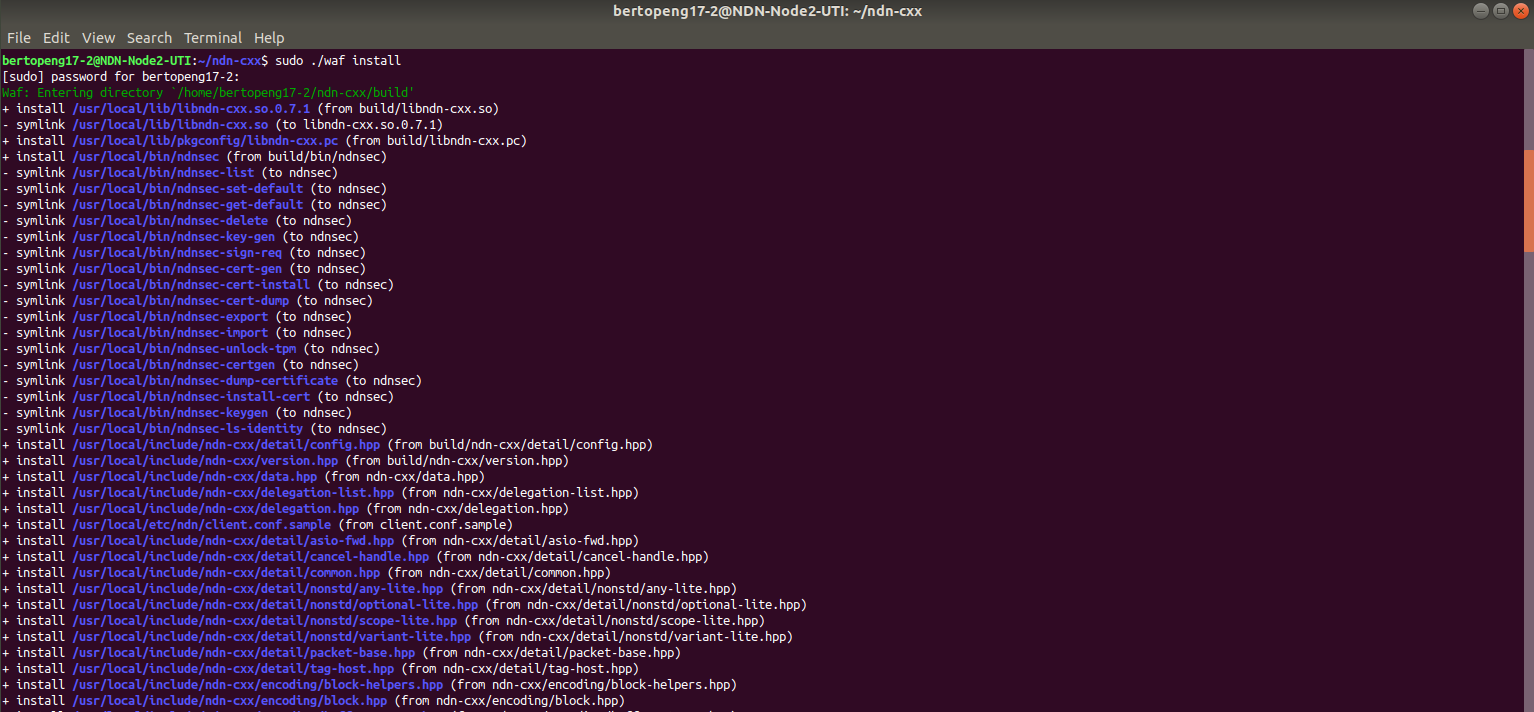 bertopeng17-2@NDN-Node2-UTI: ~/ndn-cxx
File Edit View Search Terminal Help
bertopeng17-2@NDN-Node2-UTI:~/ndn-cxx$ sudo ./waf install
[sudo] password for bertopeng17-2:
Waf: Entering directory `/home/bertopeng17-2/ndn-cxx/build'
+ install /usr/local/lib/libndn-cxx.so.0.7.1 (from build/libndn-cxx.so)
- symlink /usr/local/lib/libndn-cxx.so (to libndn-cxx.so.0.7.1)
+ install /usr/local/lib/pkgconfig/libndn-cxx.pc (from build/libndn-cxx.pc)
+ install /usr/local/bin/ndnsec (from build/bin/ndnsec)
- symlink /usr/local/bin/ndnsec-list (to ndnsec)
- symlink /usr/local/bin/ndnsec-set-default (to ndnsec)
- symlink /usr/local/bin/ndnsec-get-default (to ndnsec)
- symlink /usr/local/bin/ndnsec-delete (to ndnsec)
- symlink /usr/local/bin/ndnsec-key-gen (to ndnsec)
- symlink /usr/local/bin/ndnsec-sign-req (to ndnsec)
- symlink /usr/local/bin/ndnsec-cert-gen (to ndnsec)
- symlink /usr/local/bin/ndnsec-cert-install (to ndnsec)
- symlink /usr/local/bin/ndnsec-cert-dump (to ndnsec)
- symlink /usr/local/bin/ndnsec-export (to ndnsec)
- symlink /usr/local/bin/ndnsec-import (to ndnsec)
- symlink /usr/local/bin/ndnsec-unlock-tpm (to ndnsec)
- symlink /usr/local/bin/ndnsec-certgen (to ndnsec)
- symlink /usr/local/bin/ndnsec-dump-certificate (to ndnsec)
- symlink /usr/local/bin/ndnsec-install-cert (to ndnsec)
- symlink /usr/local/bin/ndnsec-keygen (to ndnsec)
- symlink /usr/local/bin/ndnsec-ls-identity (to ndnsec)
+ install /usr/local/include/ndn-cxx/detail/config.hpp (from build/ndn-cxx/detail/config.hpp)
+ install /usr/local/include/ndn-cxx/version.hpp (from build/ndn-cxx/version.hpp)
+ install /usr/local/include/ndn-cxx/data.hpp (from ndn-cxx/data.hpp)
+ install /usr/local/include/ndn-cxx/delegation-list.hpp (from ndn-cxx/delegation-list.hpp)
+ install /usr/local/include/ndn-cxx/delegation.hpp (from ndn-cxx/delegation.hpp)
+ install /usr/local/etc/ndn/client.conf.sample (from client.conf.sample)
+ install /usr/local/include/ndn-cxx/detail/asio-fwd.hpp (from ndn-cxx/detail/asio-fwd.hpp)
+ install /usr/local/include/ndn-cxx/detail/cancel-handle.hpp (from ndn-cxx/detail/cancel-handle.hpp)
+ install /usr/local/include/ndn-cxx/detail/common.hpp (from ndn-cxx/detail/common.hpp)
+ install /usr/local/include/ndn-cxx/detail/nonstd/any-lite.hpp (from ndn-cxx/detail/nonstd/any-lite.hpp)
+ install /usr/local/include/ndn-cxx/detail/nonstd/optional-lite.hpp (from ndn-cxx/detail/nonstd/optional-lite.hpp)
+ install /usr/local/include/ndn-cxx/detail/nonstd/scope-lite.hpp (from ndn-cxx/detail/nonstd/scope-lite.hpp)
+ install /usr/local/include/ndn-cxx/detail/nonstd/variant-lite.hpp (from ndn-cxx/detail/nonstd/variant-lite.hpp)
+ install /usr/local/include/ndn-cxx/detail/packet-base.hpp (from ndn-cxx/detail/packet-base.hpp)
+ install /usr/local/include/ndn-cxx/detail/tag-host.hpp (from ndn-cxx/detail/tag-host.hpp)
+ install /usr/local/include/ndn-cxx/encoding/block-helpers.hpp (from ndn-cxx/encoding/block-helpers.hpp)
+ install /usr/local/include/ndn-cxx/encoding/block.hpp (from ndn-cxx/encoding/block.hpp)